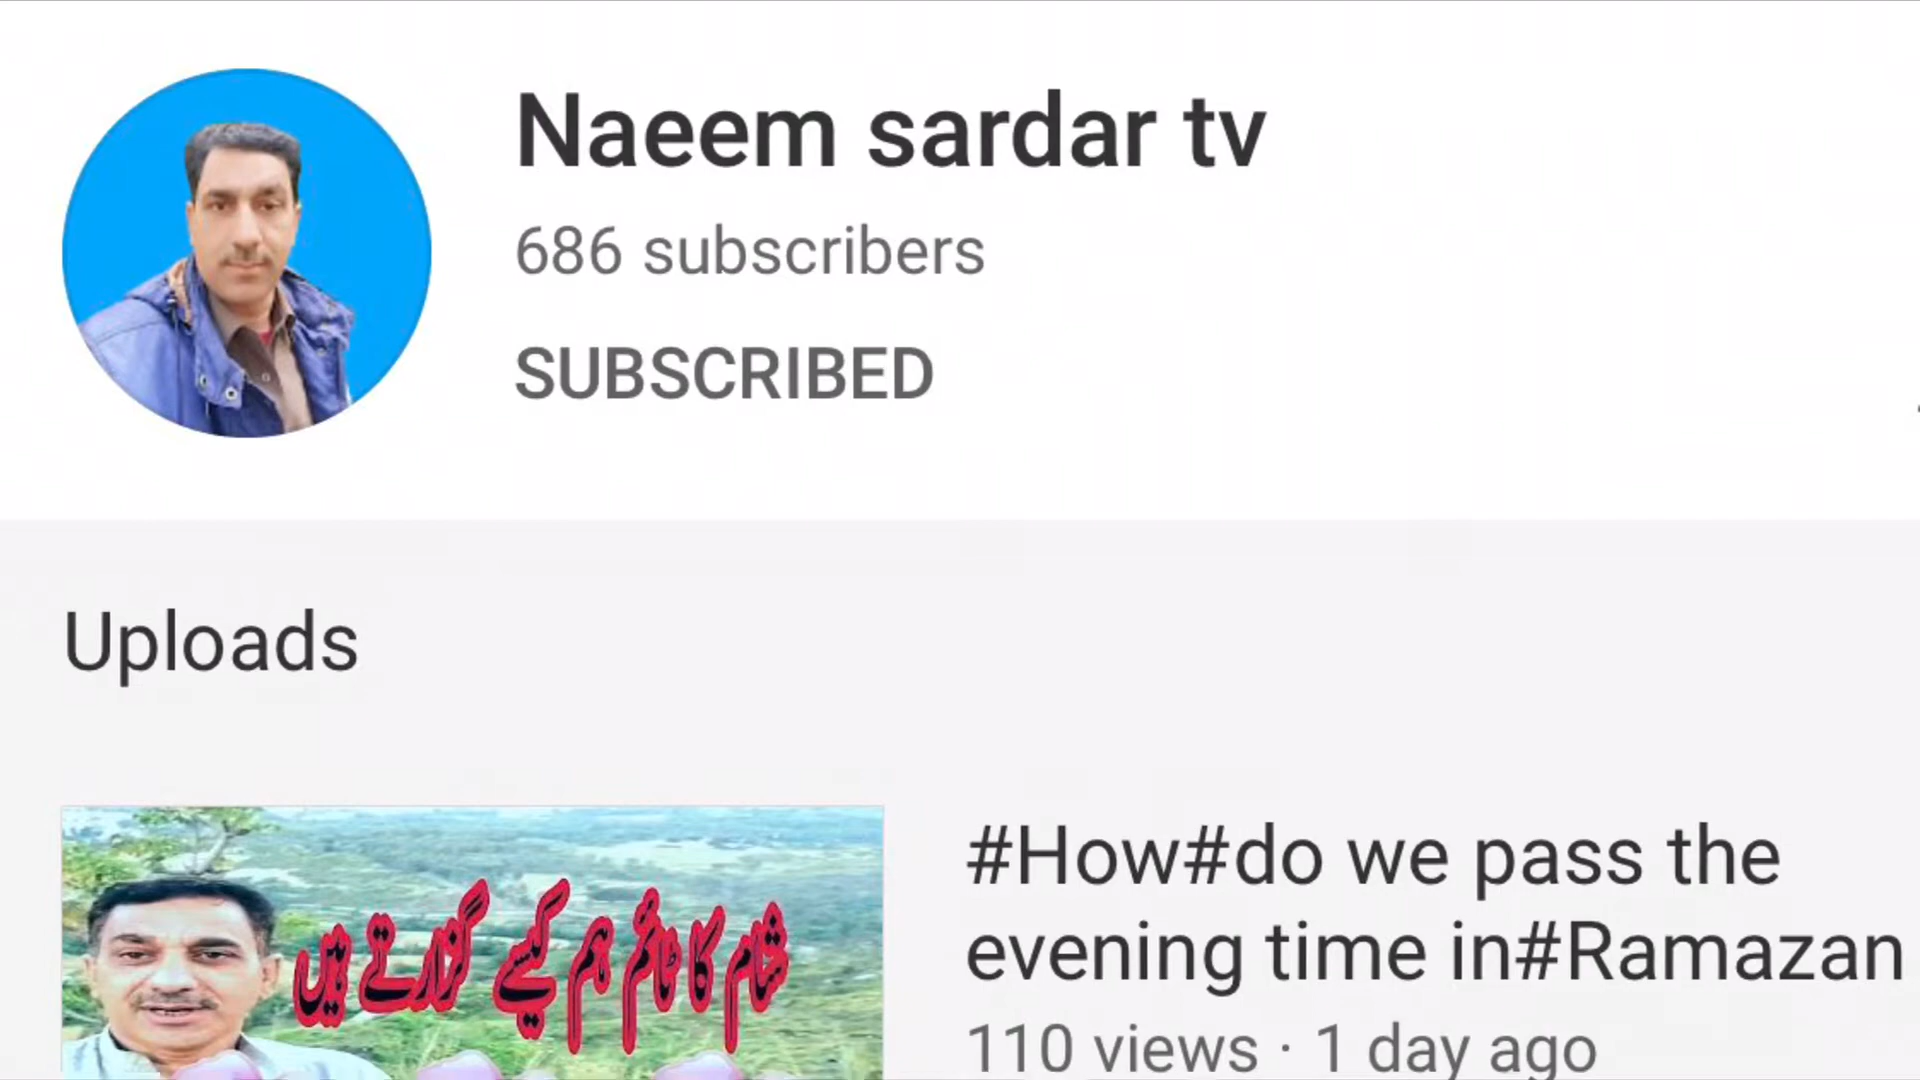 Naeem sardar tv
686 subscribers
SUBSCRIBED
Uploads
شام کا ٹائم ہم کیسے گزارتے ہیں
#How#do we pass the
evening time in#Ramazan
110 views · 1 day ago